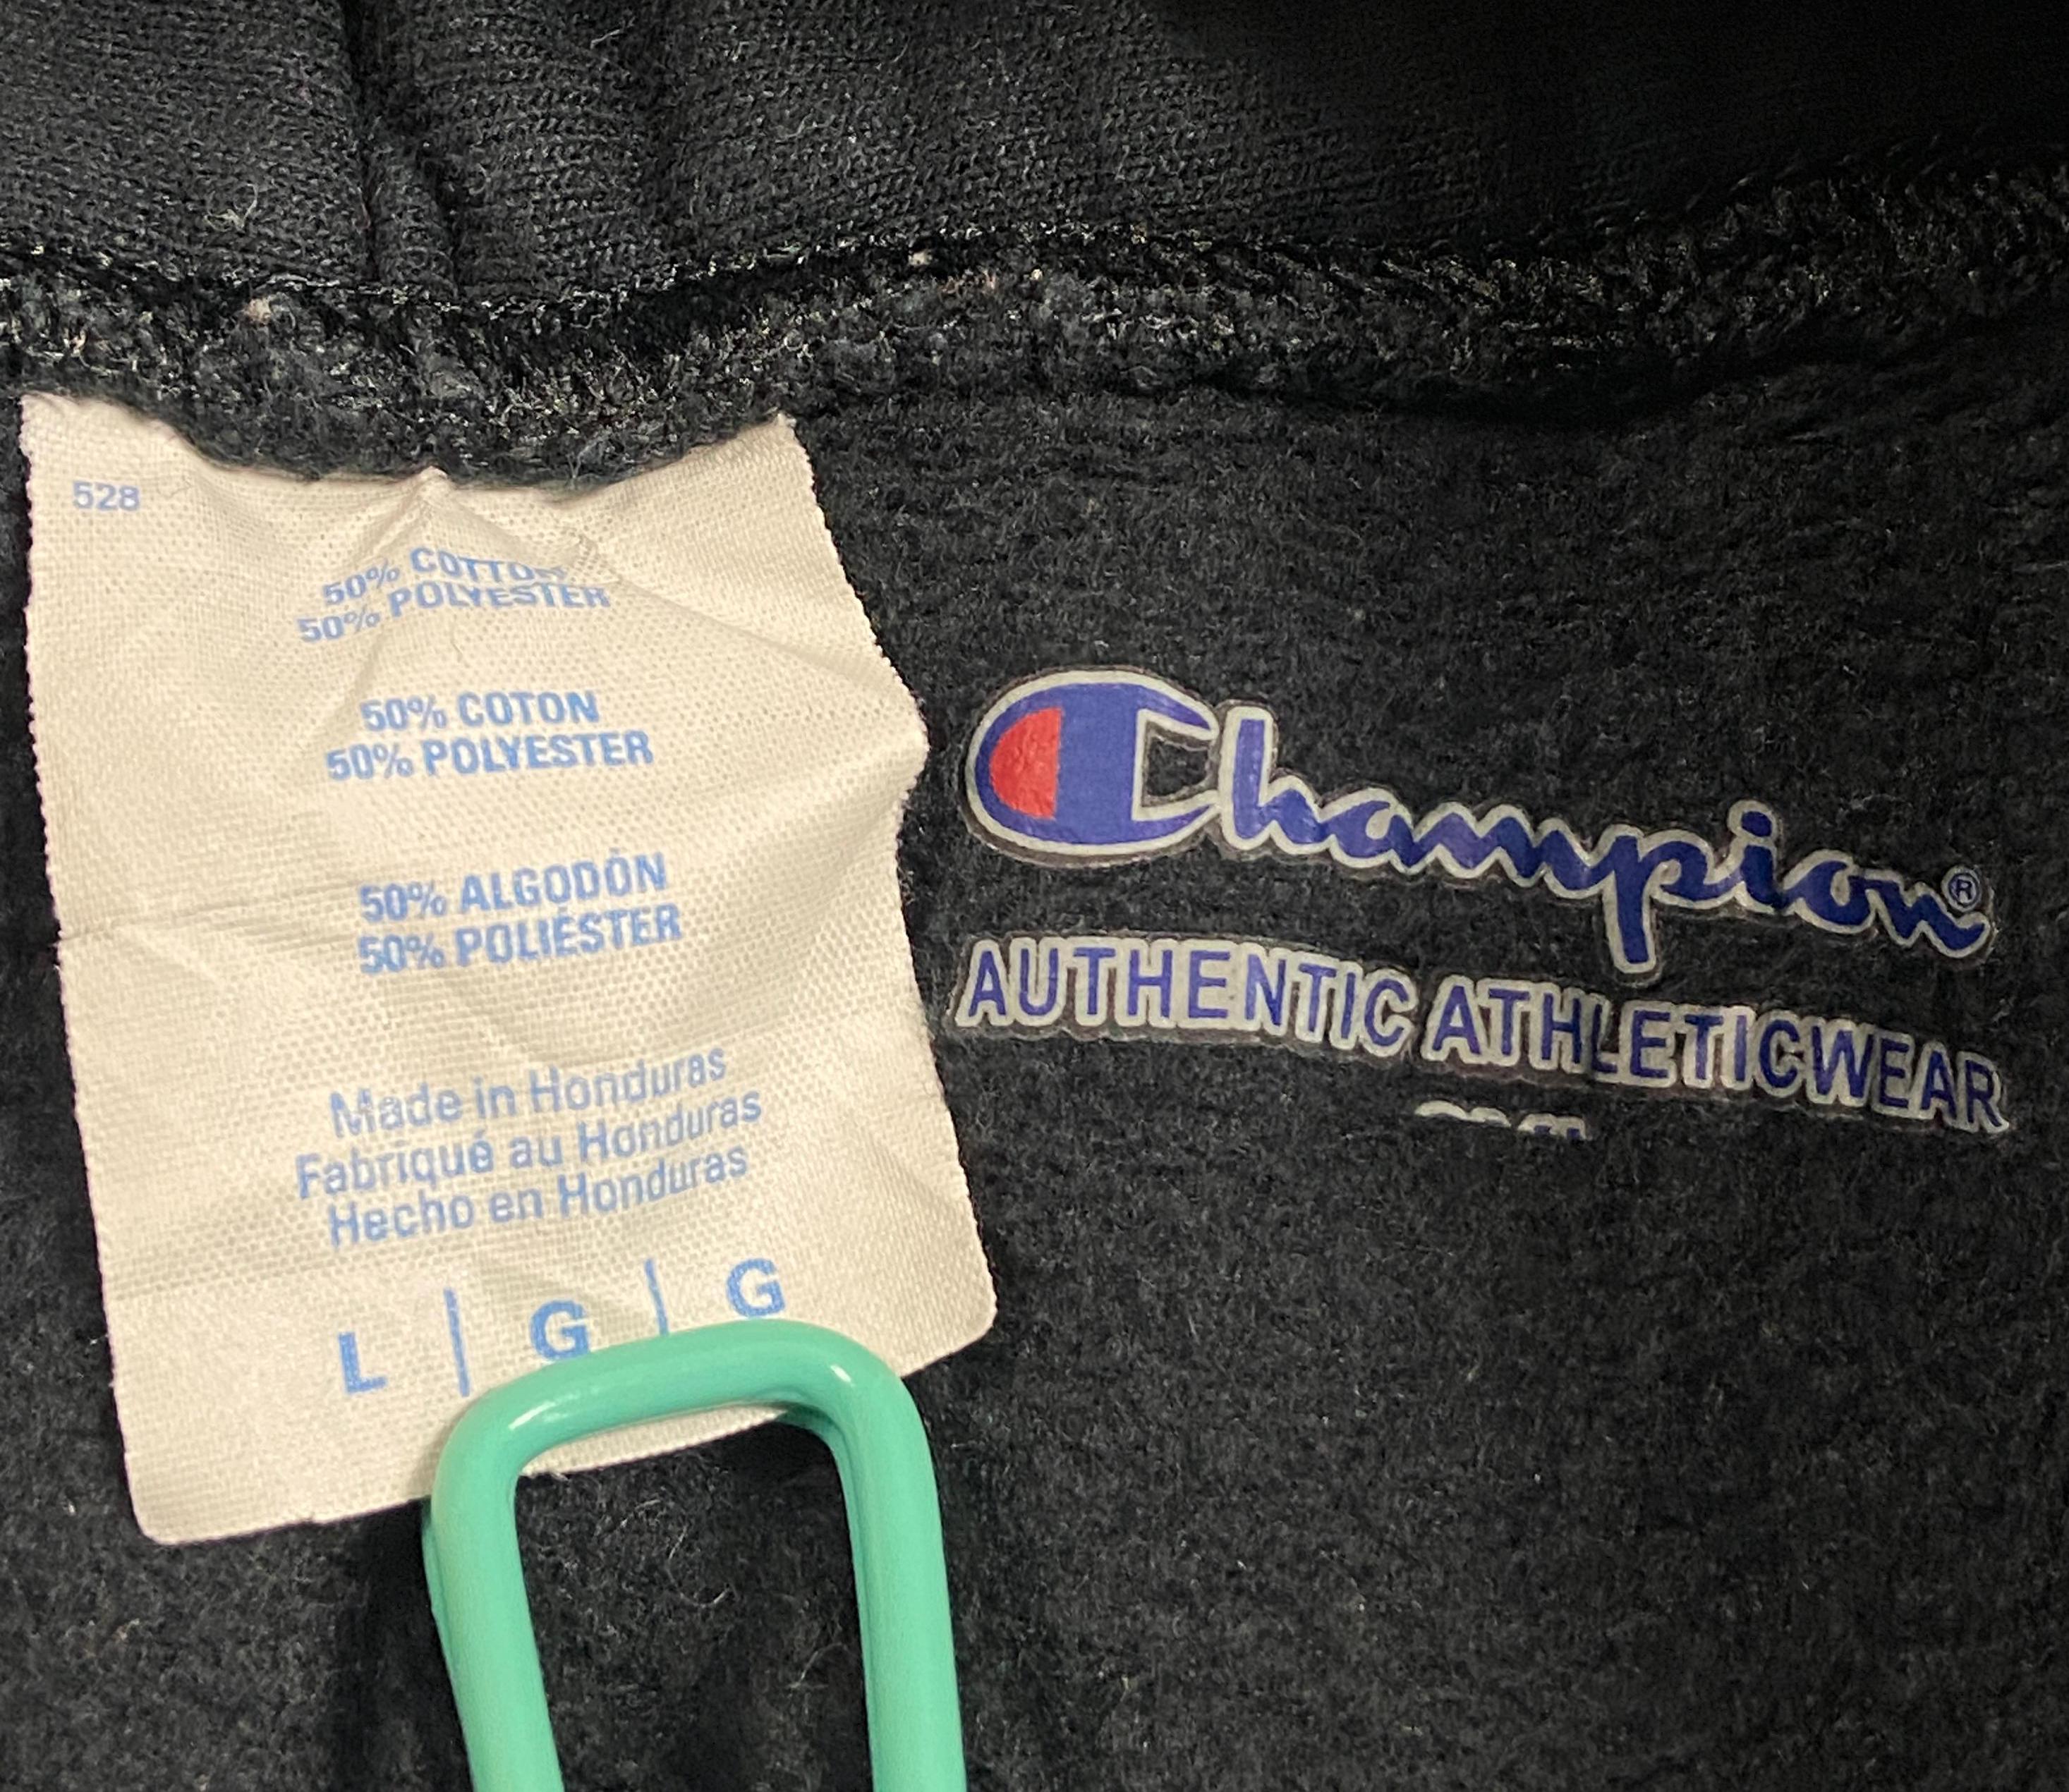 528
50% COTTON
50% POLYESTER
50% COTON
50% POLYESTER
50% ALGODÓN
50% POLIÉSTER
Made in Honduras
Fabriqué au Honduras
Hecho en Honduras
L | G | G
Champion®
AUTHENTIC ATHLETICWEAR